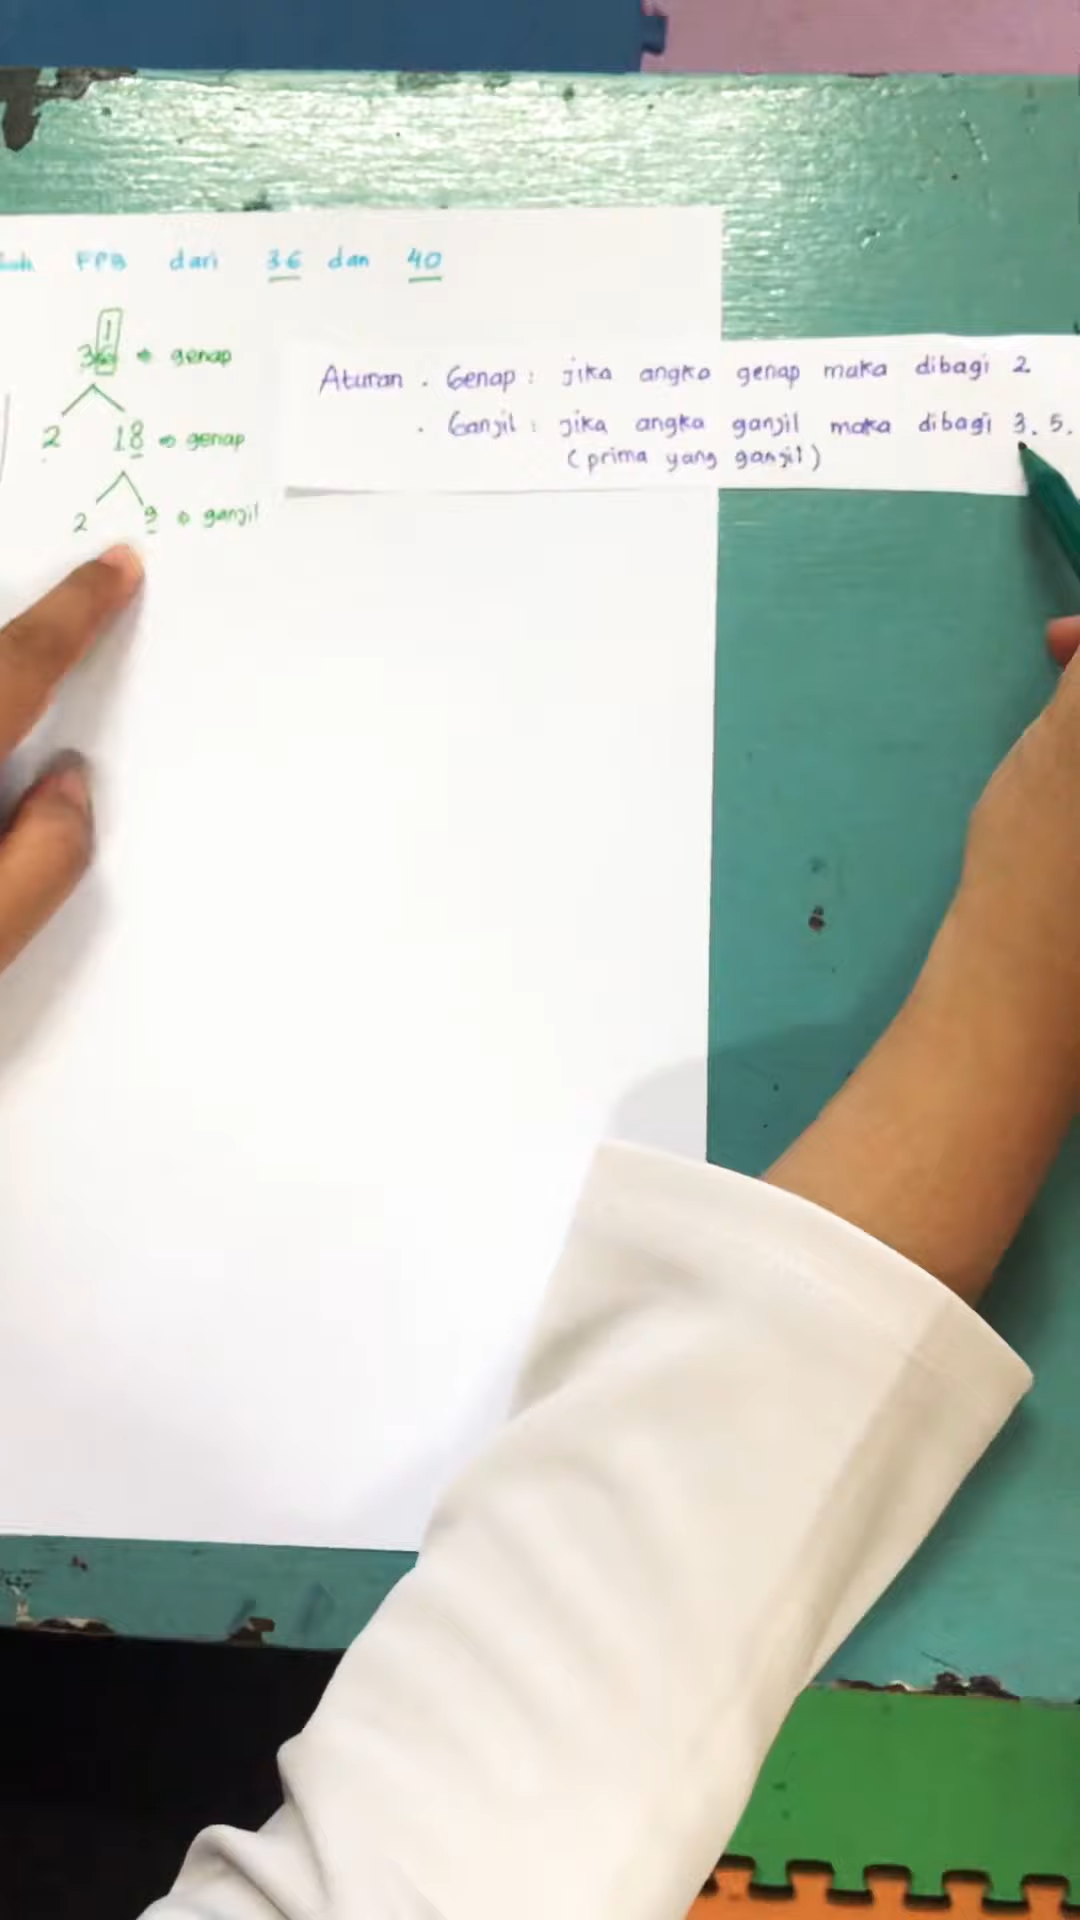 FPB dari 36 dan 40
36 → genap
2 18 → genap
2 9 → ganjil
Aturan . Genap : jika angka genap maka dibagi 2
. Ganjil : jika angka ganjil maka dibagi 3. 5.
(prima yang ganjil)